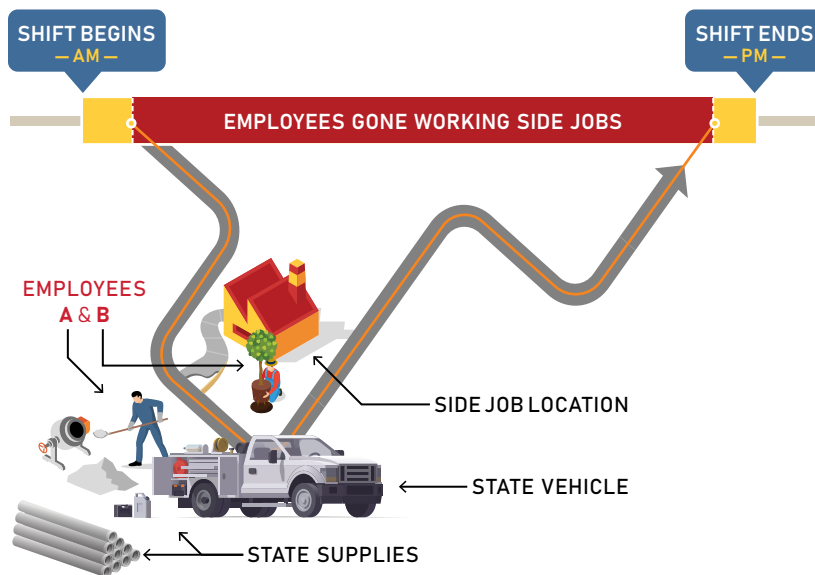 SHIFT BEGINS
— AM —
SHIFT ENDS
— PM —
EMPLOYEES GONE WORKING SIDE JOBS
EMPLOYEES
A & B
SIDE JOB LOCATION
STATE VEHICLE
STATE SUPPLIES